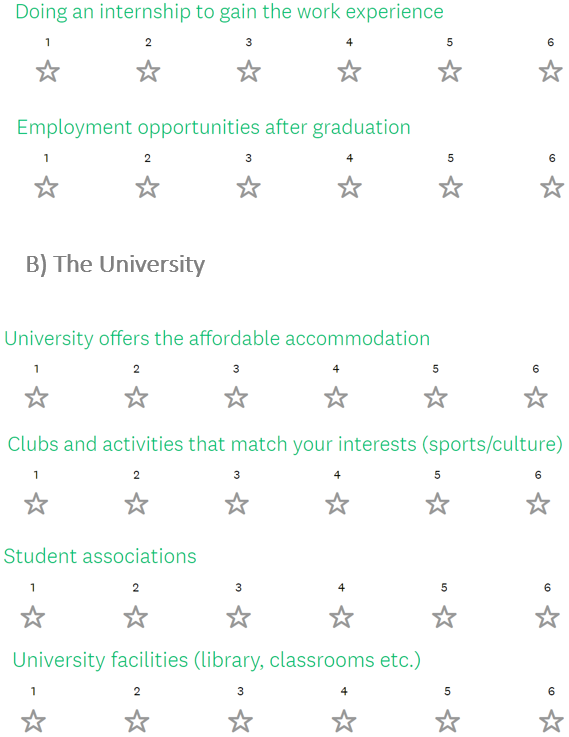 Doing an internship to gain the work experience
1 2 3 4 5 6
Employment opportunities after graduation
1 2 3 4 5 6
B) The University
University offers the affordable accommodation
1 2 3 4 5 6
Clubs and activities that match your interests (sports/culture)
1 2 3 4 5 6
Student associations
1 2 3 4 5 6
University facilities (library, classrooms etc.)
1 2 3 4 5 6